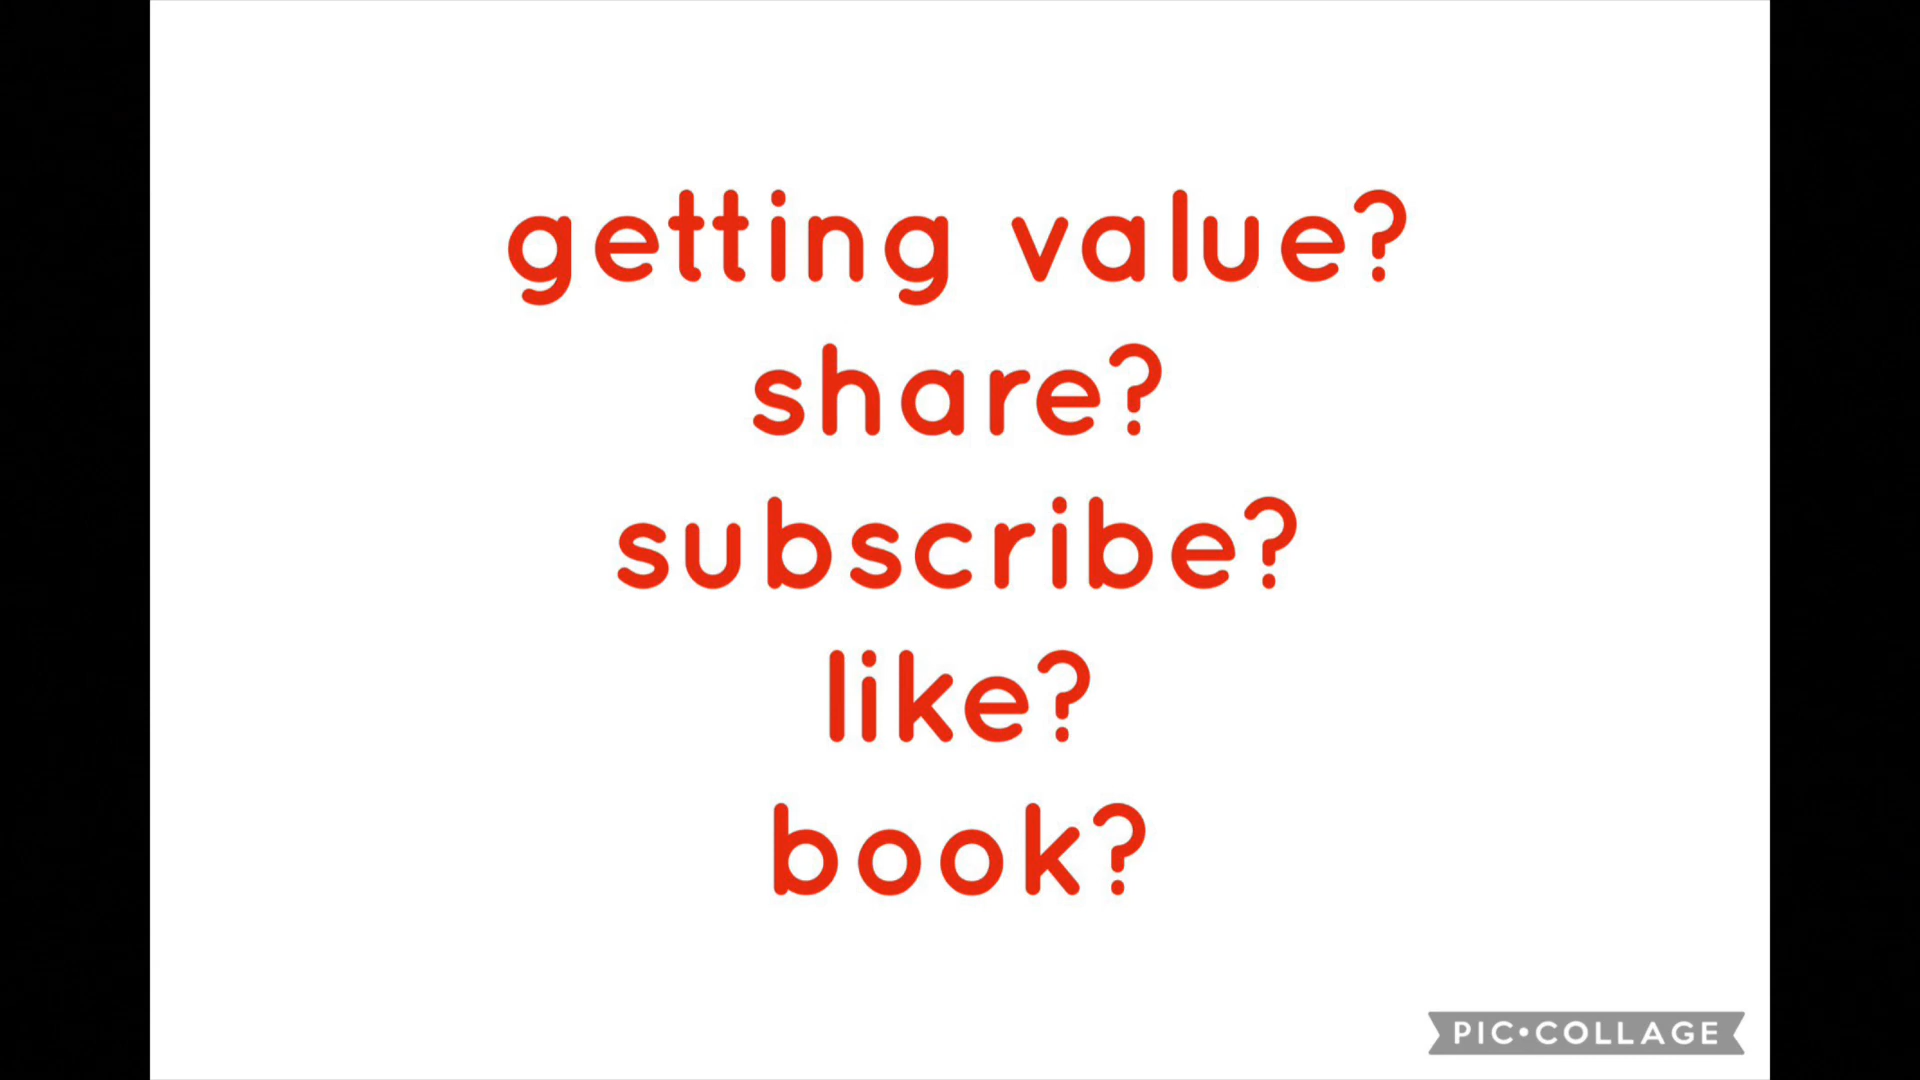 getting value?
share?
subscribe?
like?
book?
PIC•COLLAGE